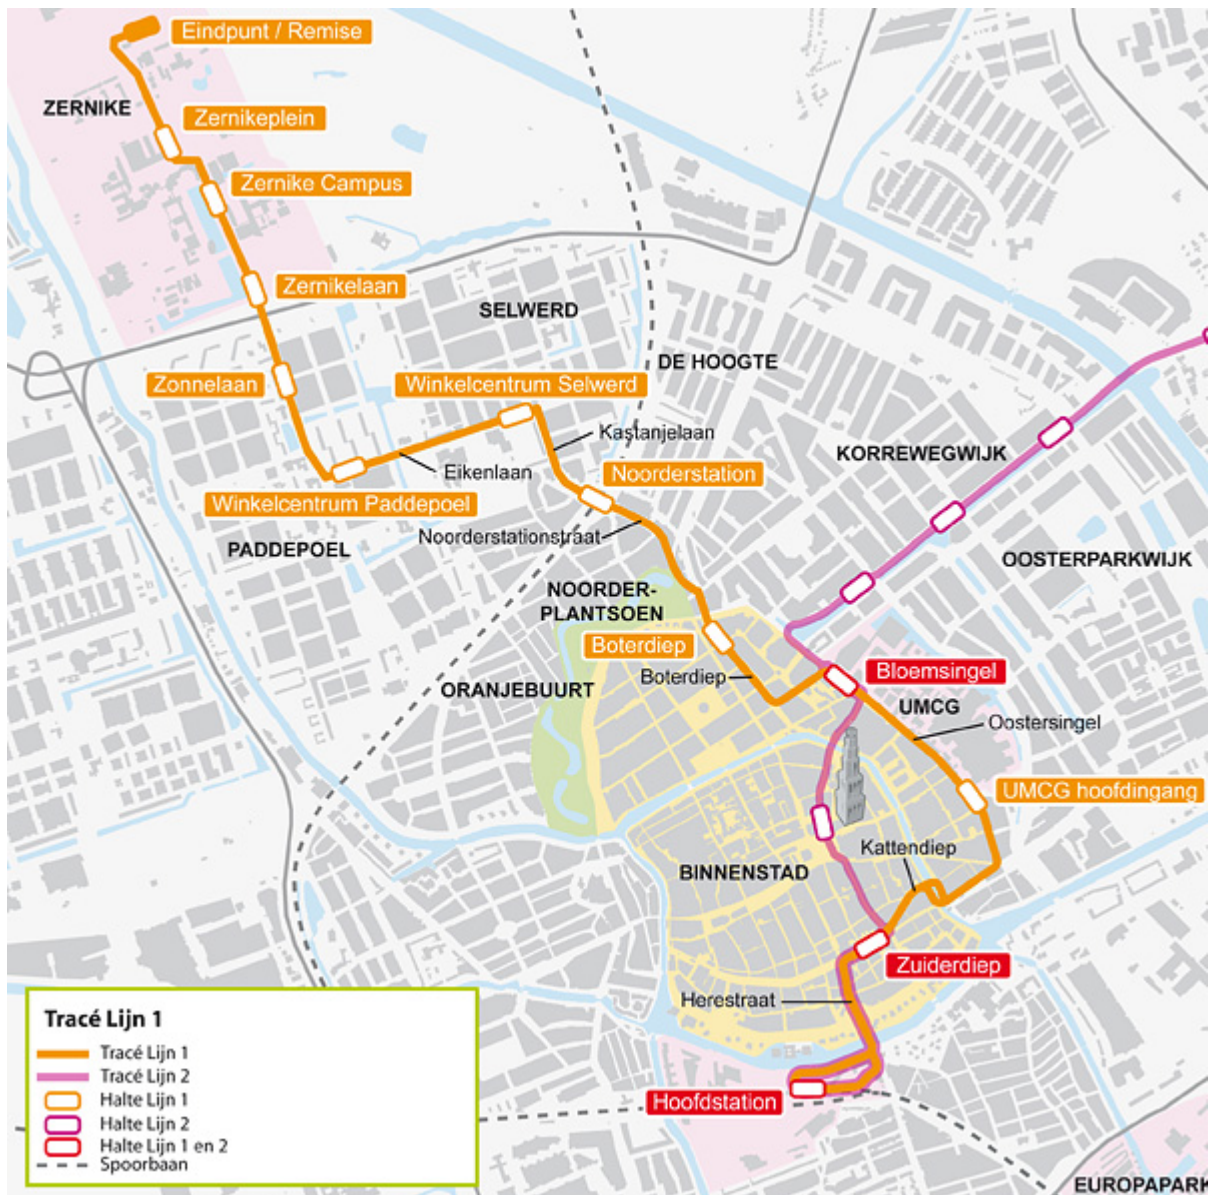 Eindpunt / Remise
ZERNIKE
Zernikeplein
Zernike Campus
Zernikelaan
SELWERD
DE HOOGTE
Zonnelaan
Winkelcentrum Selwerd
Kastanjelaan
KORREWEGWIJK
Eikenlaan
Noorderstation
Winkelcentrum Paddepoel
Noorderstationstraat
PADDEPOEL
OOSTERPARKWIJK
NOORDER-
PLANTSOEN
Boterdiep
Boterdiep
Bloemsingel
ORANJEBUURT
UMCG
Oostersingel
UMCG hoofdingang
Kattendiep
BINNENSTAD
Zuiderdiep
Herestraat
Hoofdstation
Tracé Lijn 1
Tracé Lijn 1
Tracé Lijn 2
Halte Lijn 1
Halte Lijn 2
Halte Lijn 1 en 2
Spoorbaan
EUROPAPARK